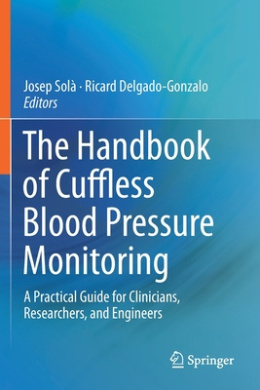 Josep Solà · Ricard Delgado-Gonzalo
Editors
The Handbook
of Cuffless
Blood Pressure
Monitoring
A Practical Guide for Clinicians,
Researchers, and Engineers
Springer